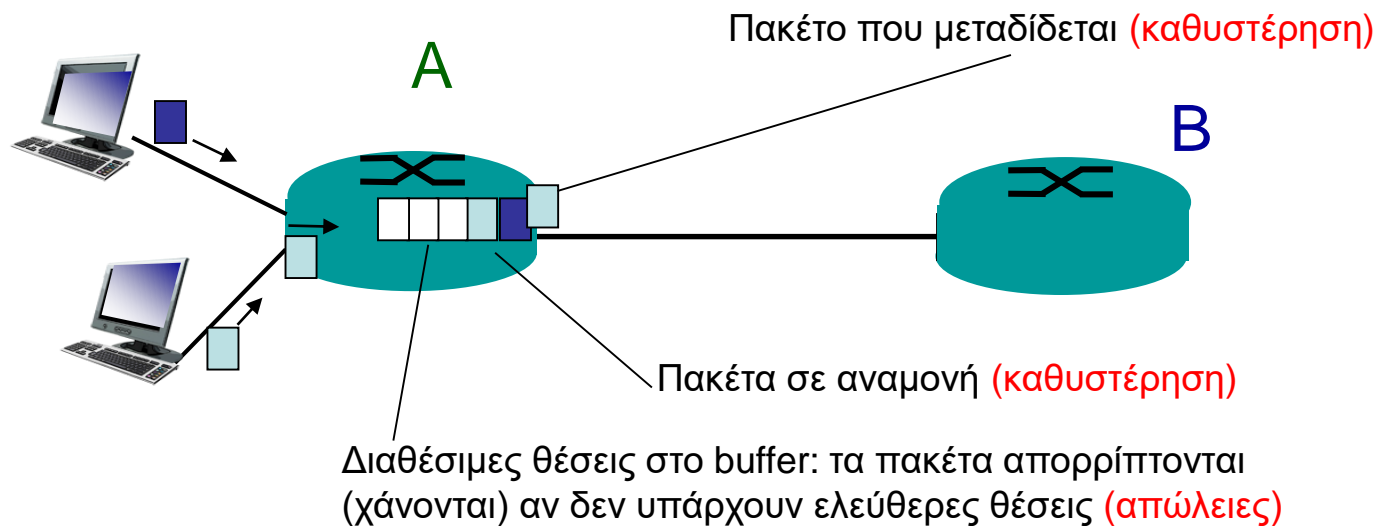 Πακέτο που μεταδίδεται (καθυστέρηση)
A
B
Πακέτα σε αναμονή (καθυστέρηση)
Διαθέσιμες θέσεις στο buffer: τα πακέτα απορρίπτονται
(χάνονται) αν δεν υπάρχουν ελεύθερες θέσεις (απώλειες)